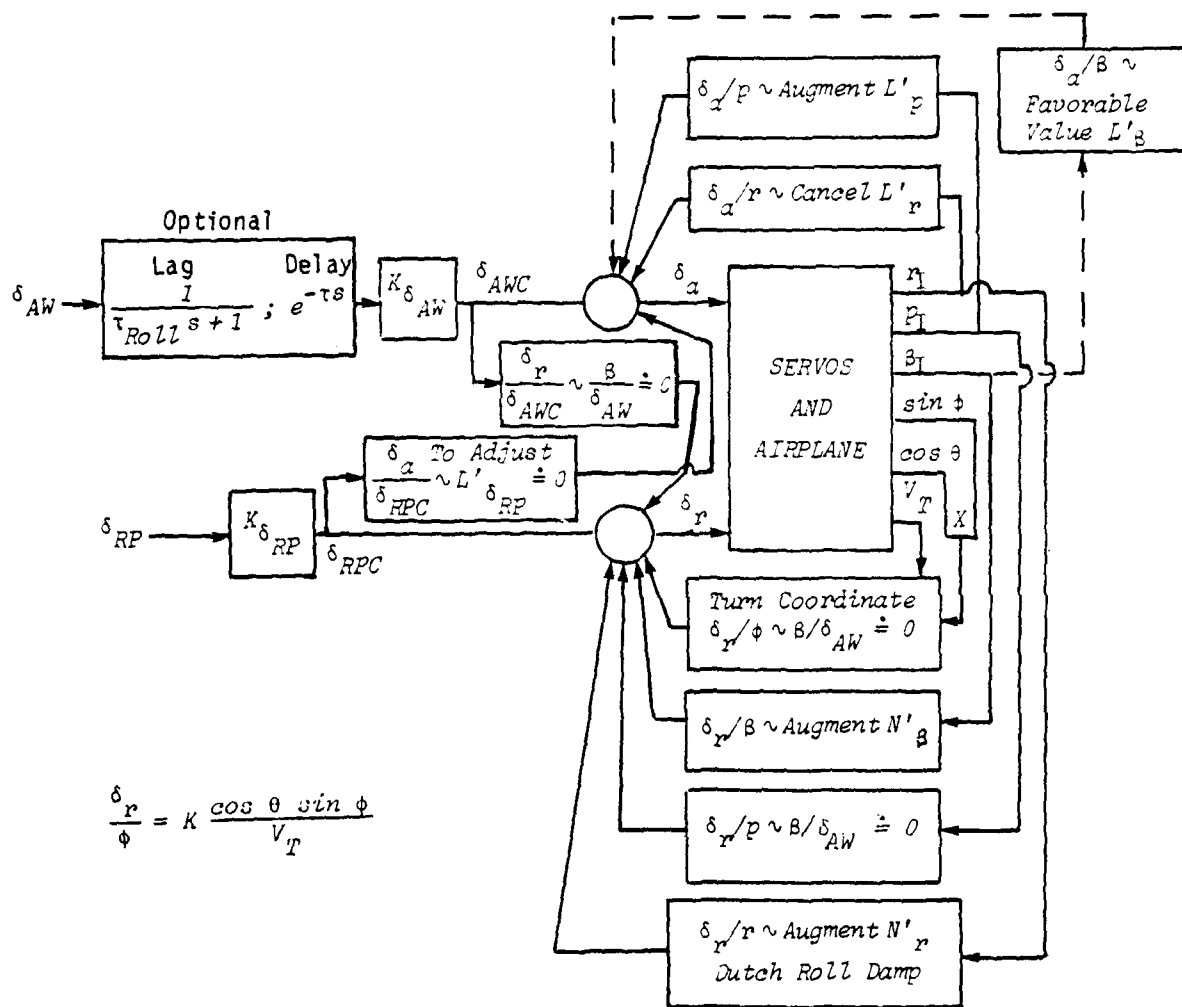 δa/β ~
Favorable
Value L'β
δa/p ~ Augment L'p
δa/r ~ Cancel L'r
Optional
Lag Delay
1 / (τRoll s + 1) ; e^-τs
δAW
KδAW
δAWC
δa
δr/δAWC ~ β/δAW ≐ 0
SERVOS
AND
AIRPLANE
rI
pI
βI
sin φ
cos θ
VT
X
δa/δRPC To Adjust ~ L'δRP ≐ 0
δRP
KδRP
δRPC
δr
Turn Coordinate
δr/φ ~ β/δAW ≐ 0
δr/β ~ Augment N'β
δr/φ = K cos θ sin φ / VT
δr/p ~ β/δAW ≐ 0
δr/r ~ Augment N'r
Dutch Roll Damp